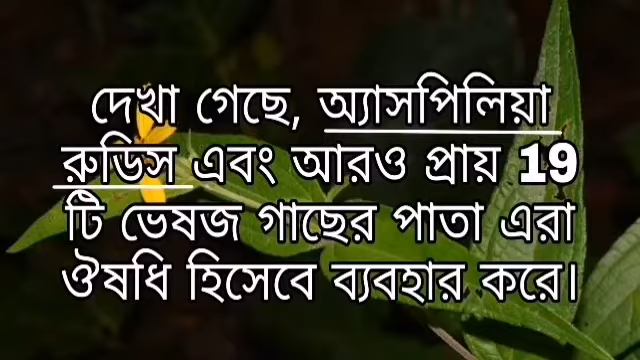 দেখা গেছে, অ্যাসপিলিয়া
রুডিস এবং আরও প্রায় 19
টি ভেষজ গাছের পাতা এরা
ঔষধি হিসেবে ব্যবহার করে।